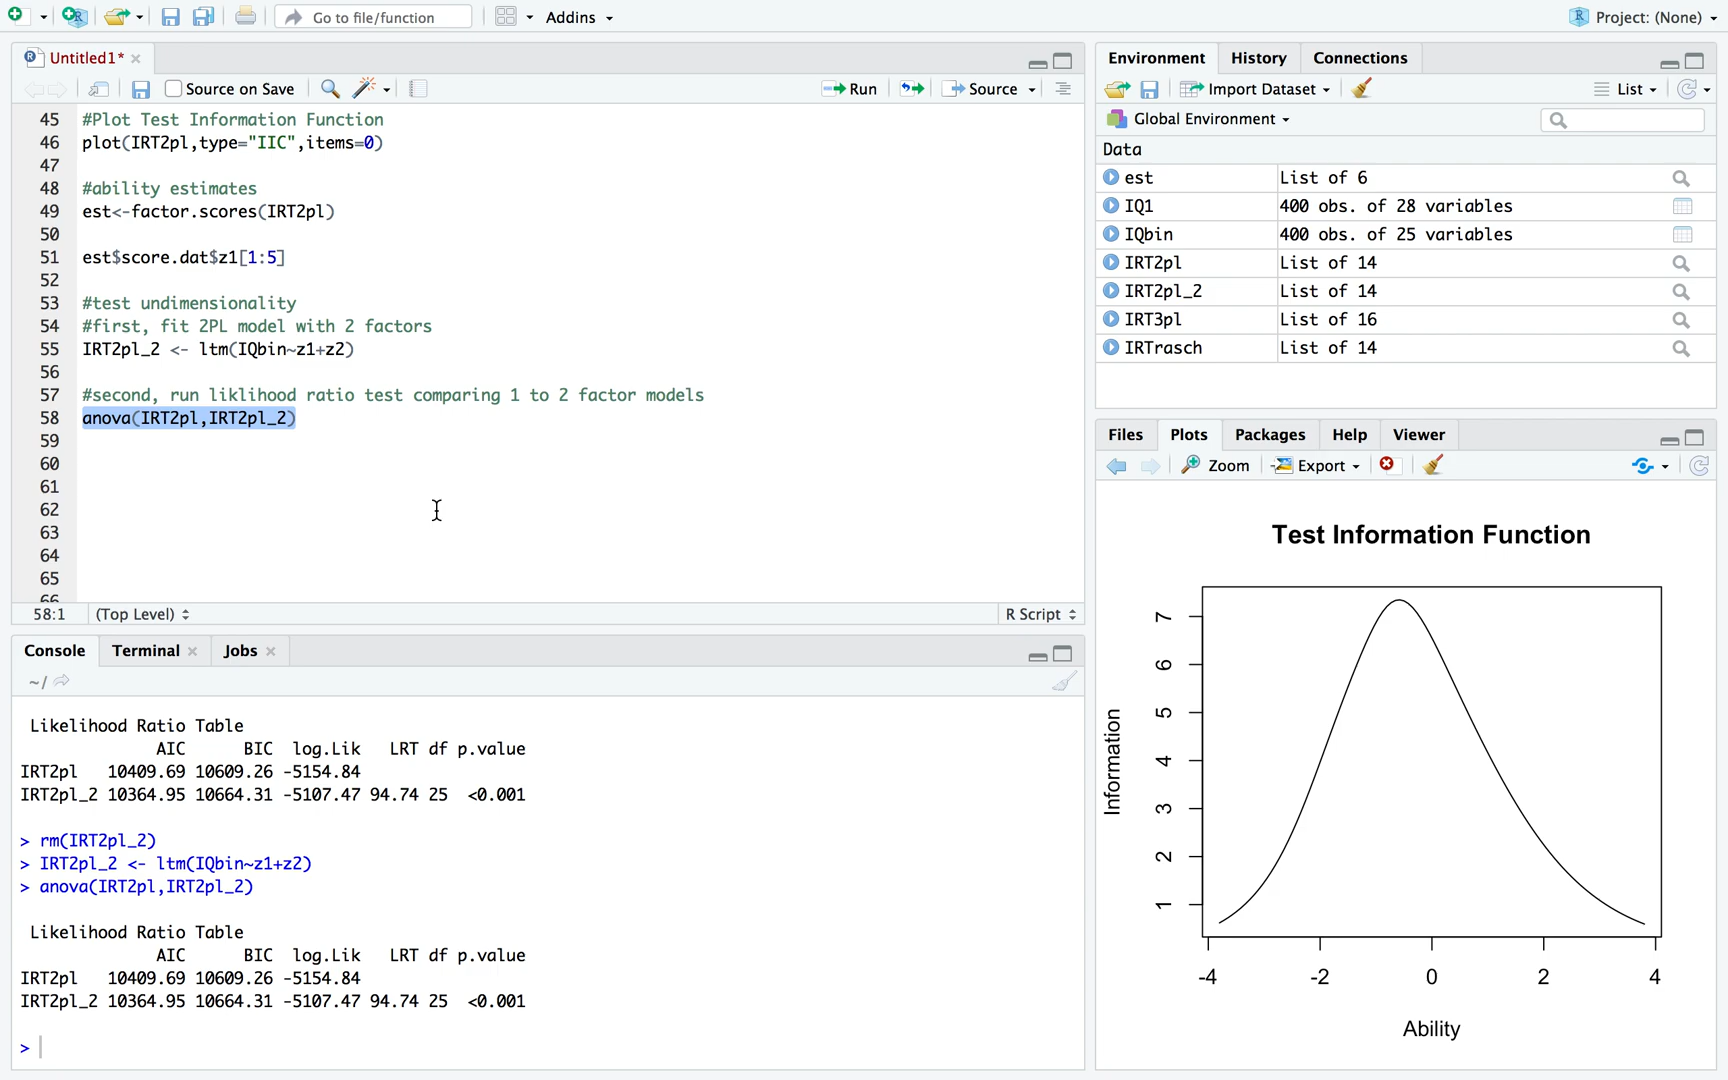 Go to file/function
Addins
Project: (None)
Untitled1*
Source on Save
Run
Source
45 #Plot Test Information Function
46 plot(IRT2pl,type="IIC",items=0)
47
48 #ability estimates
49 est<-factor.scores(IRT2pl)
50
51 est$score.dat$z1[1:5]
52
53 #test undimensionality
54 #first, fit 2PL model with 2 factors
55 IRT2pl_2 <- ltm(IQbin~z1+z2)
56
57 #second, run liklihood ratio test comparing 1 to 2 factor models
58 anova(IRT2pl,IRT2pl_2)
59
60
61
62
63
64
65
66
58:1 (Top Level) R Script
Console Terminal Jobs
~/
Likelihood Ratio Table
AIC BIC log.Lik LRT df p.value
IRT2pl 10409.69 10609.26 -5154.84
IRT2pl_2 10364.95 10664.31 -5107.47 94.74 25 <0.001
> rm(IRT2pl_2)
> IRT2pl_2 <- ltm(IQbin~z1+z2)
> anova(IRT2pl,IRT2pl_2)
Likelihood Ratio Table
AIC BIC log.Lik LRT df p.value
IRT2pl 10409.69 10609.26 -5154.84
IRT2pl_2 10364.95 10664.31 -5107.47 94.74 25 <0.001
>
Environment History Connections
Import Dataset List
Global Environment
Data
est List of 6
IQ1 400 obs. of 28 variables
IQbin 400 obs. of 25 variables
IRT2pl List of 14
IRT2pl_2 List of 14
IRT3pl List of 16
IRTrasch List of 14
Files Plots Packages Help Viewer
Zoom Export
Test Information Function
7
6
5
4
3
2
1
Information
-4 -2 0 2 4
Ability